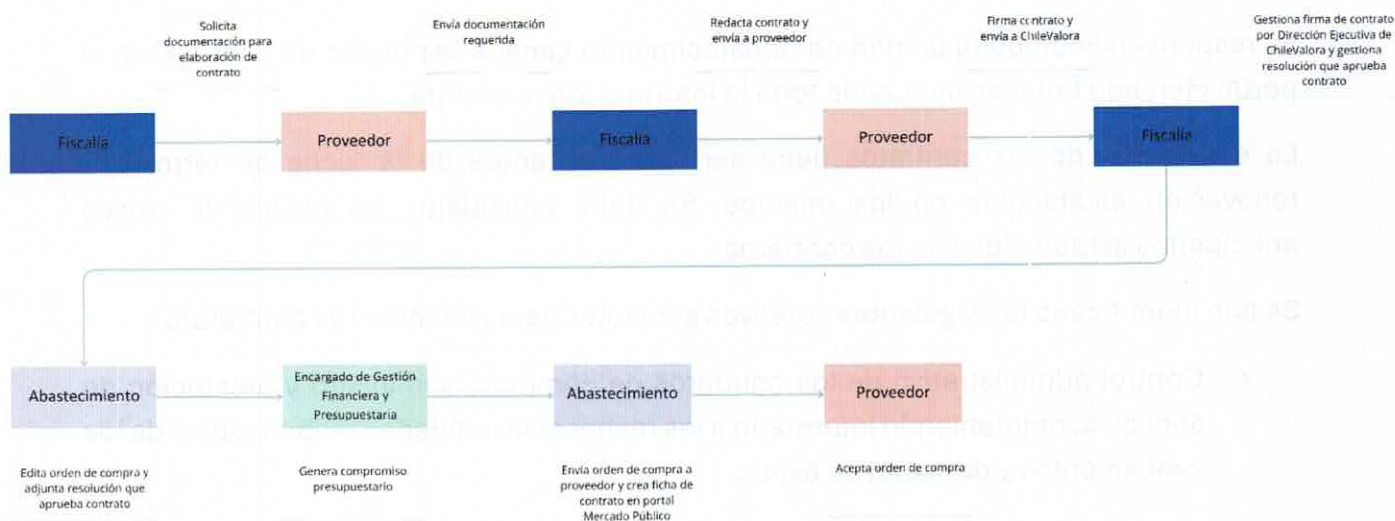 Solicita
documentación para
elaboración de
contrato
Envía documentación
requerida
Redacta contrato y
envía a proveedor
Firma contrato y
envía a ChileValora
Gestiona firma de contrato
por Dirección Ejecutiva de
ChileValora y gestiona
resolución que aprueba
contrato
Fiscalía
Proveedor
Fiscalía
Proveedor
Fiscalía
Abastecimiento
Encargado de Gestión
Financiera y
Presupuestaria
Abastecimiento
Proveedor
Edita orden de compra y
adjunta resolución que
aprueba contrato
Genera compromiso
presupuestario
Envía orden de compra a
proveedor y crea ficha de
contrato en portal
Mercado Público
Acepta orden de compra